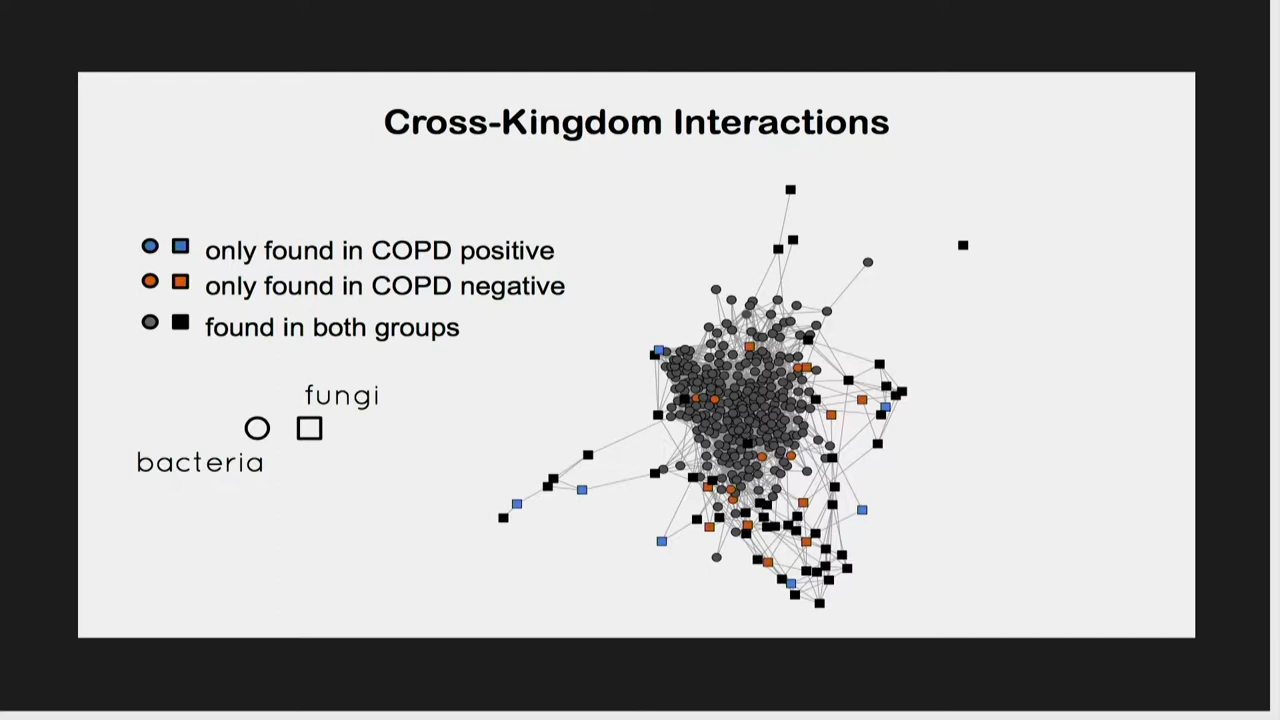 Cross-Kingdom Interactions
only found in COPD positive
only found in COPD negative
found in both groups
fungi
bacteria